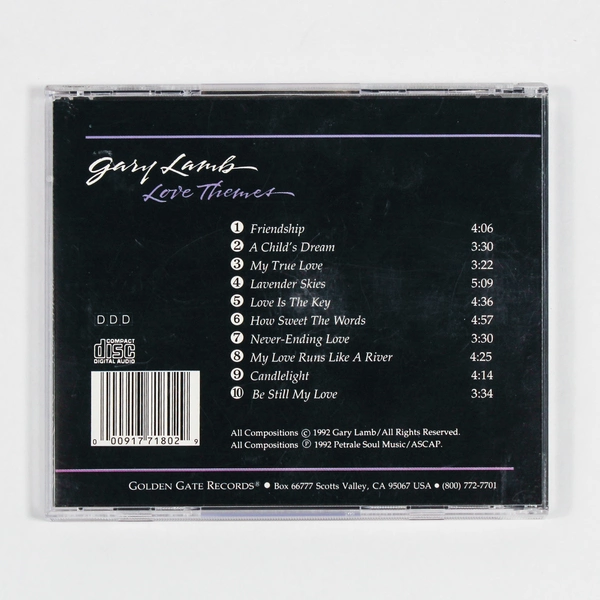 Gary Lamb
Love Themes
1 Friendship 4:06
2 A Child's Dream 3:30
3 My True Love 3:22
4 Lavender Skies 5:09
5 Love Is The Key 4:36
6 How Sweet The Words 4:57
7 Never-Ending Love 3:30
8 My Love Runs Like A River 4:25
9 Candlelight 4:14
10 Be Still My Love 3:34
DDD
COMPACT
disc
DIGITAL AUDIO
0 00917 71802 9
All Compositions © 1992 Gary Lamb/All Rights Reserved.
All Compositions ℗ 1992 Petrale Soul Music/ASCAP.
GOLDEN GATE RECORDS® ● Box 66777 Scotts Valley, CA 95067 USA ● (800) 772-7701